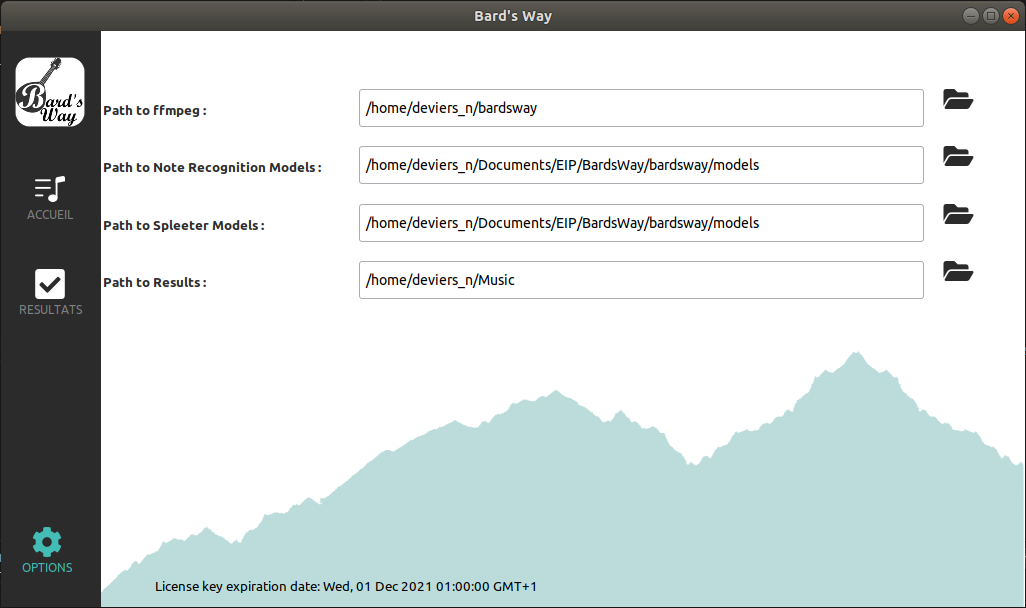 Bard's Way
Bard's
Way
ACCUEIL
RESULTATS
OPTIONS
Path to ffmpeg :
/home/deviers_n/bardsway
Path to Note Recognition Models :
/home/deviers_n/Documents/EIP/BardsWay/bardsway/models
Path to Spleeter Models :
/home/deviers_n/Documents/EIP/BardsWay/bardsway/models
Path to Results :
/home/deviers_n/Music
License key expiration date: Wed, 01 Dec 2021 01:00:00 GMT+1